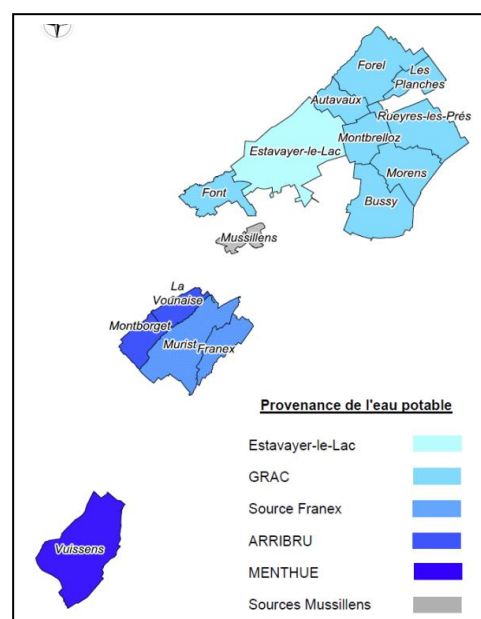 Forel
Les
Planches
Autavaux
Rueyres-les-Prés
Montbrelloz
Estavayer-le-Lac
Morens
Font
Bussy
Mussillens
La
Vounaise
Montborget
Murist
Franex
Provenance de l'eau potable
Estavayer-le-Lac
GRAC
Source Franex
ARRIBRU
MENTHUE
Vuissens
Sources Mussillens